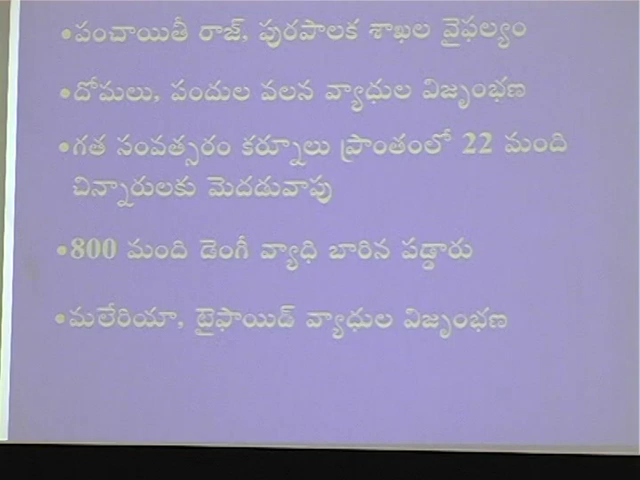 •పంచాయితీ రాజ్, పురపాలక శాఖల వైఫల్యం
•దోమలు, పందుల వలన వ్యాధుల విజృంభణ
•గత సంవత్సరం కర్నూలు ప్రాంతంలో 22 మంది
చిన్నారులకు మెదడువాపు
•800 మంది డెంగీ వ్యాధి బారిన పడ్డారు
•మలేరియా, టైఫాయిడ్ వ్యాధుల విజృంభణ